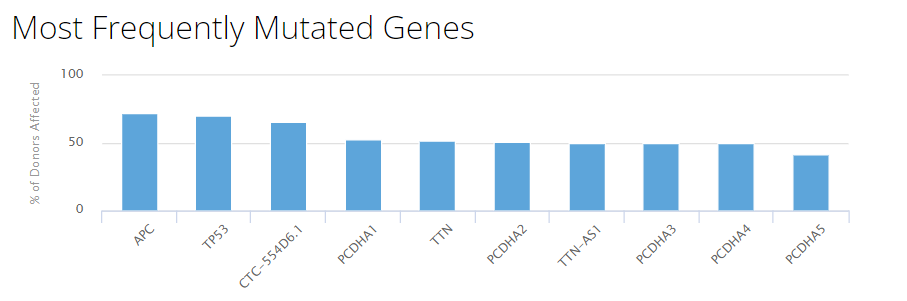 Most Frequently Mutated Genes
% of Donors Affected
100
50
0
APC
TP53
CTC-554D6.1
PCDHA1
TTN
PCDHA2
TTN-AS1
PCDHA3
PCDHA4
PCDHA5